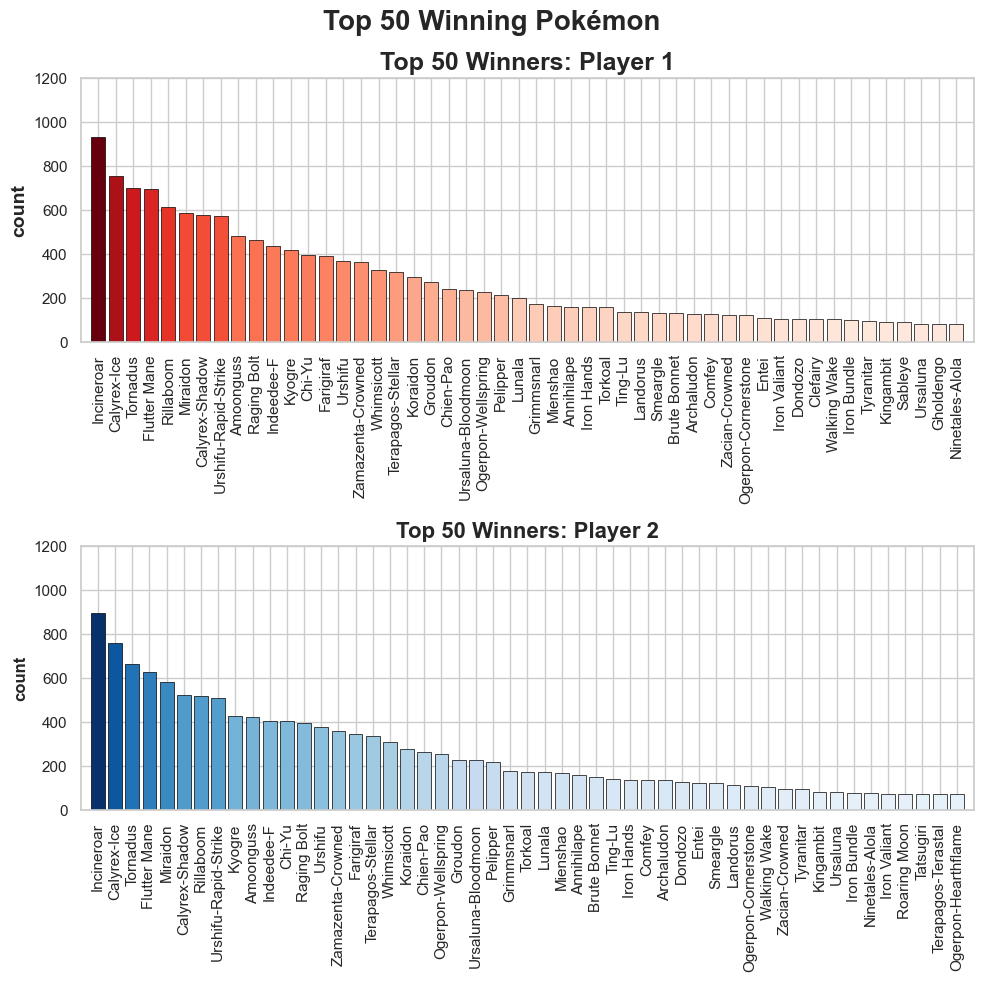 Top 50 Winning Pokémon
Top 50 Winners: Player 1
1200
1000
800
600
400
200
0
count
Incineroar
Calyrex-Ice
Tornadus
Flutter Mane
Rillaboom
Miraidon
Calyrex-Shadow
Urshifu-Rapid-Strike
Amoonguss
Raging Bolt
Indeedee-F
Kyogre
Chi-Yu
Farigiraf
Urshifu
Zamazenta-Crowned
Whimsicott
Terapagos-Stellar
Koraidon
Groudon
Chien-Pao
Ursaluna-Bloodmoon
Ogerpon-Wellspring
Pelipper
Lunala
Grimmsnarl
Mienshao
Annihilape
Iron Hands
Torkoal
Ting-Lu
Landorus
Smeargle
Brute Bonnet
Archaludon
Comfey
Zacian-Crowned
Ogerpon-Cornerstone
Entei
Iron Valiant
Dondozo
Clefairy
Walking Wake
Iron Bundle
Tyranitar
Kingambit
Sableye
Ursaluna
Gholdengo
Ninetales-Alola
Top 50 Winners: Player 2
1200
1000
800
600
400
200
0
count
Incineroar
Calyrex-Ice
Tornadus
Flutter Mane
Miraidon
Calyrex-Shadow
Rillaboom
Urshifu-Rapid-Strike
Kyogre
Amoonguss
Indeedee-F
Chi-Yu
Raging Bolt
Urshifu
Zamazenta-Crowned
Farigiraf
Terapagos-Stellar
Whimsicott
Koraidon
Chien-Pao
Ogerpon-Wellspring
Groudon
Ursaluna-Bloodmoon
Pelipper
Grimmsnarl
Torkoal
Lunala
Mienshao
Annihilape
Brute Bonnet
Ting-Lu
Iron Hands
Comfey
Archaludon
Dondozo
Entei
Smeargle
Landorus
Ogerpon-Cornerstone
Walking Wake
Zacian-Crowned
Tyranitar
Kingambit
Ursaluna
Iron Bundle
Ninetales-Alola
Iron Valiant
Roaring Moon
Tatsugiri
Terapagos-Terastal
Ogerpon-Hearthflame